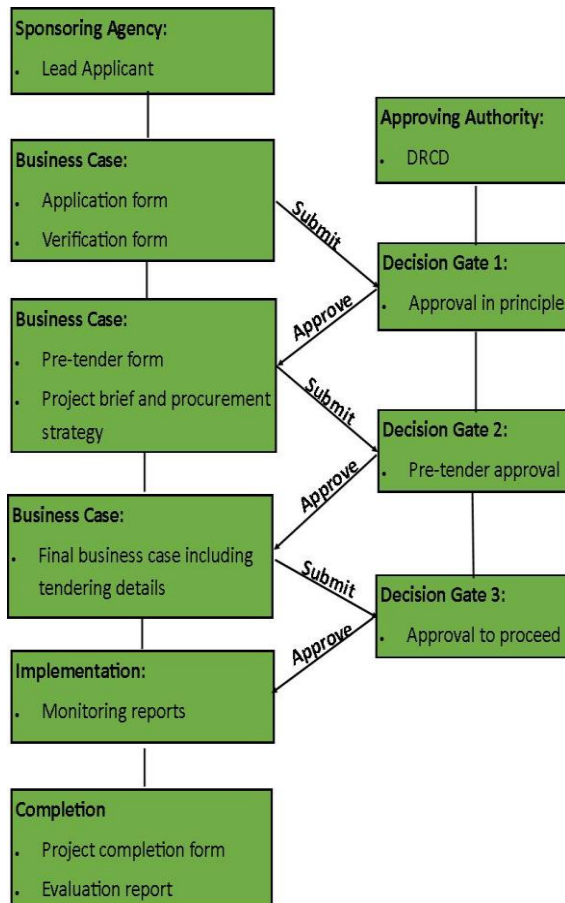 Sponsoring Agency:
• Lead Applicant
Approving Authority:
• DRCD
Business Case:
• Application form
• Verification form
Submit
Decision Gate 1:
• Approval in principle
Approve
Business Case:
• Pre-tender form
• Project brief and procurement
strategy
Submit
Decision Gate 2:
• Pre-tender approval
Approve
Business Case:
• Final business case including
tendering details
Submit
Decision Gate 3:
• Approval to proceed
Approve
Implementation:
• Monitoring reports
Completion
• Project completion form
• Evaluation report